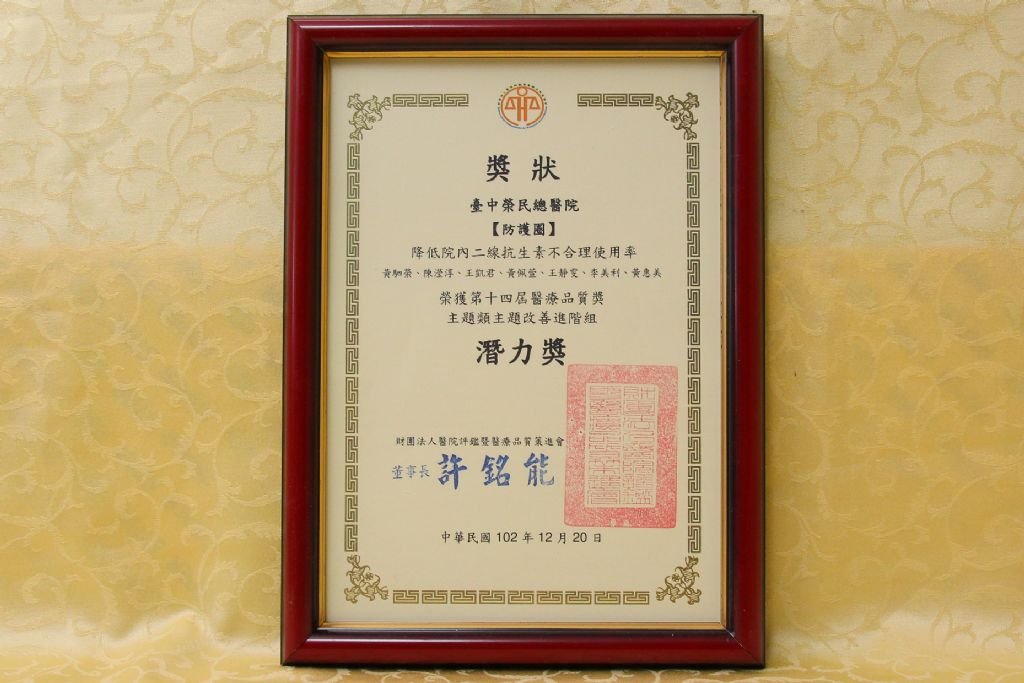 獎狀
臺中榮民總醫院
【防護圈】
降低院內二線抗生素不合理使用率
黃馹榮、陳瀅淳、王凱君、黃佩萱、王靜雯、李美利、黃惠美
榮獲第十四屆醫療品質獎
主題類主題改善進階組
潛力獎
財團法人醫院評鑑暨醫療品質策進會
董事長 許銘能
中華民國 102 年 12 月 20 日